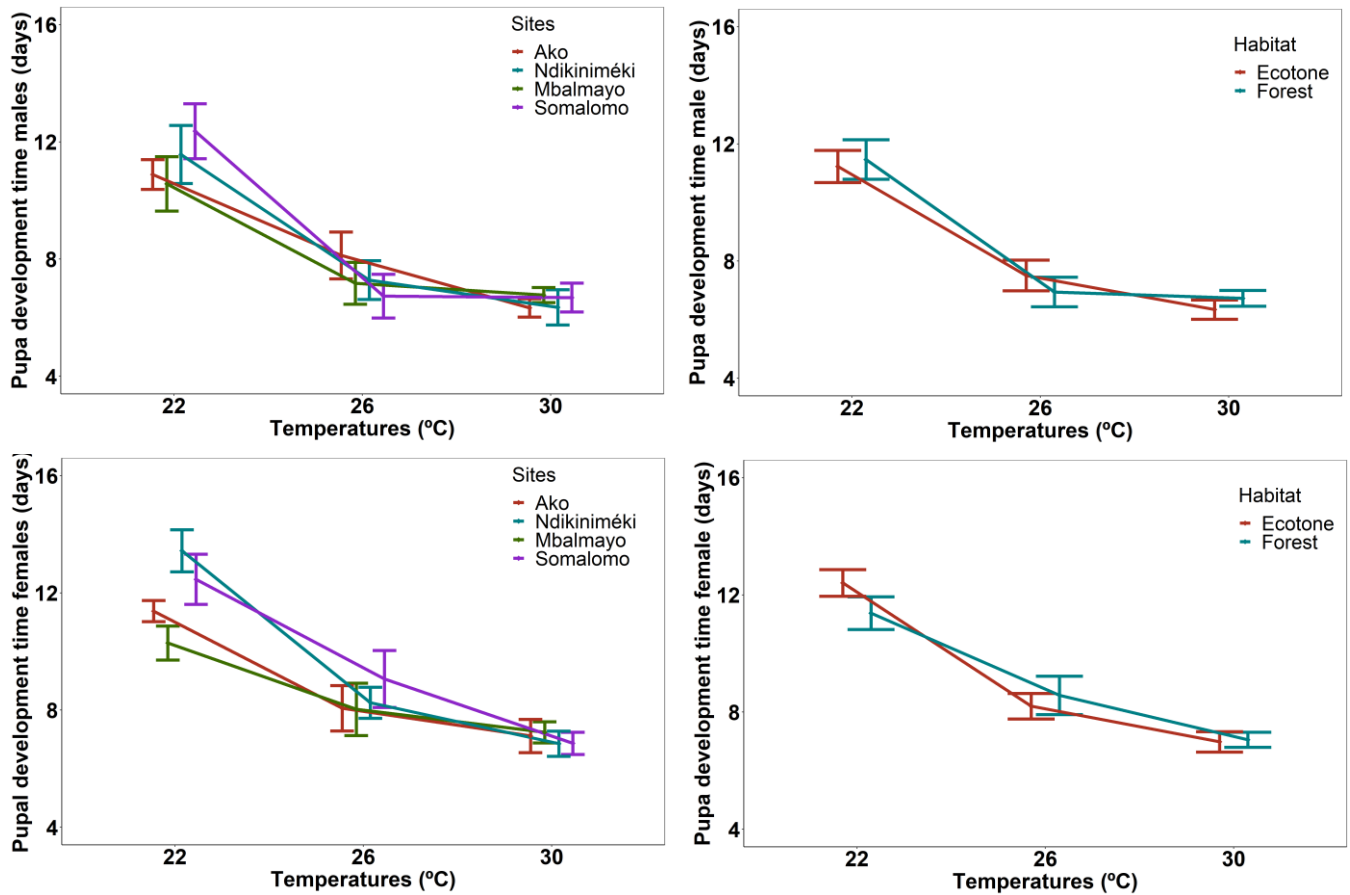 Pupa development time males (days)
16
12
8
4
22
26
30
Temperatures (ºC)
Sites
Ako
Ndikiniméki
Mbalmayo
Somalomo
Pupa development time male (days)
16
12
8
4
22
26
30
Temperatures (ºC)
Habitat
Ecotone
Forest
Pupal development time females (days)
16
12
8
4
22
26
30
Temperatures (ºC)
Sites
Ako
Ndikiniméki
Mbalmayo
Somalomo
Pupa development time female (days)
16
12
8
4
22
26
30
Temperatures (ºC)
Habitat
Ecotone
Forest